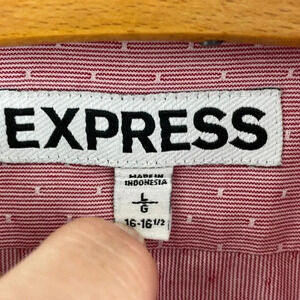 EXPRESS
MADE IN
INDONESIA
L
G
16-16 1/2